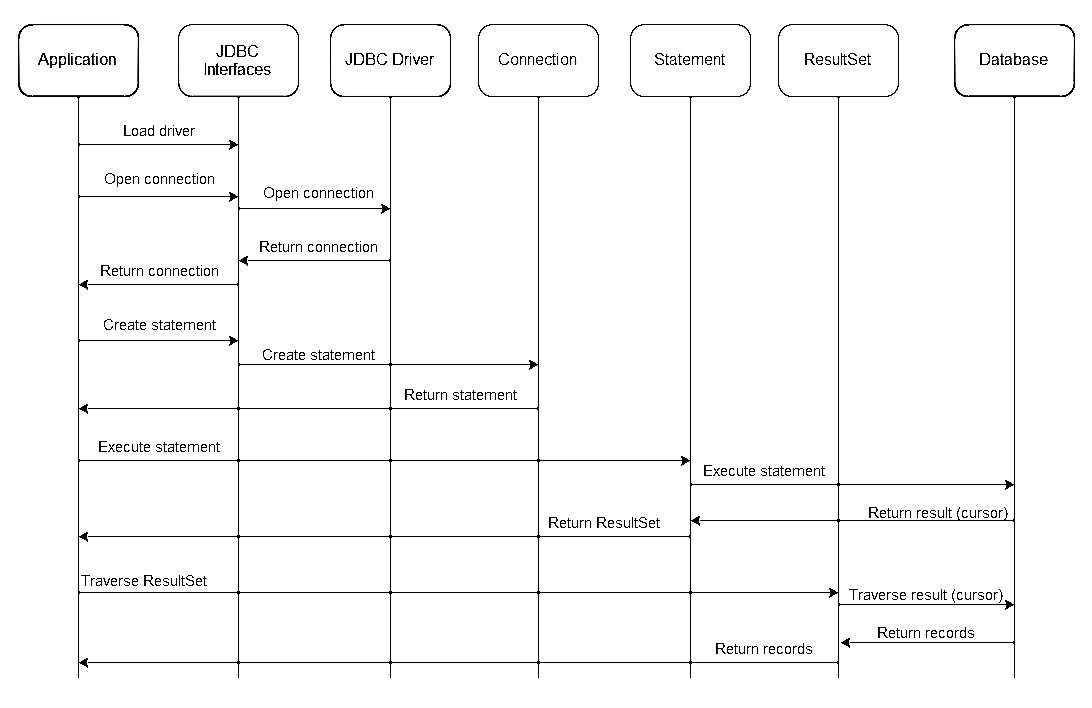 Application
JDBC
Interfaces
JDBC Driver
Connection
Statement
ResultSet
Database
Load driver
Open connection
Open connection
Return connection
Return connection
Create statement
Create statement
Return statement
Execute statement
Execute statement
Return result (cursor)
Return ResultSet
Traverse ResultSet
Traverse result (cursor)
Return records
Return records